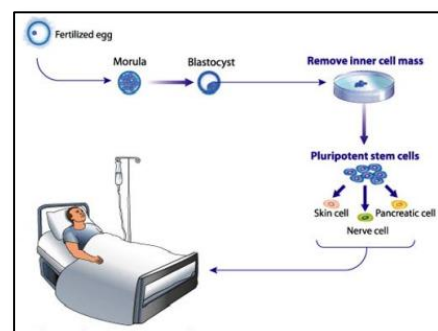 Fertilized egg
Morula
Blastocyst
Remove inner cell mass
Pluripotent stem cells
Skin cell
Pancreatic cell
Nerve cell